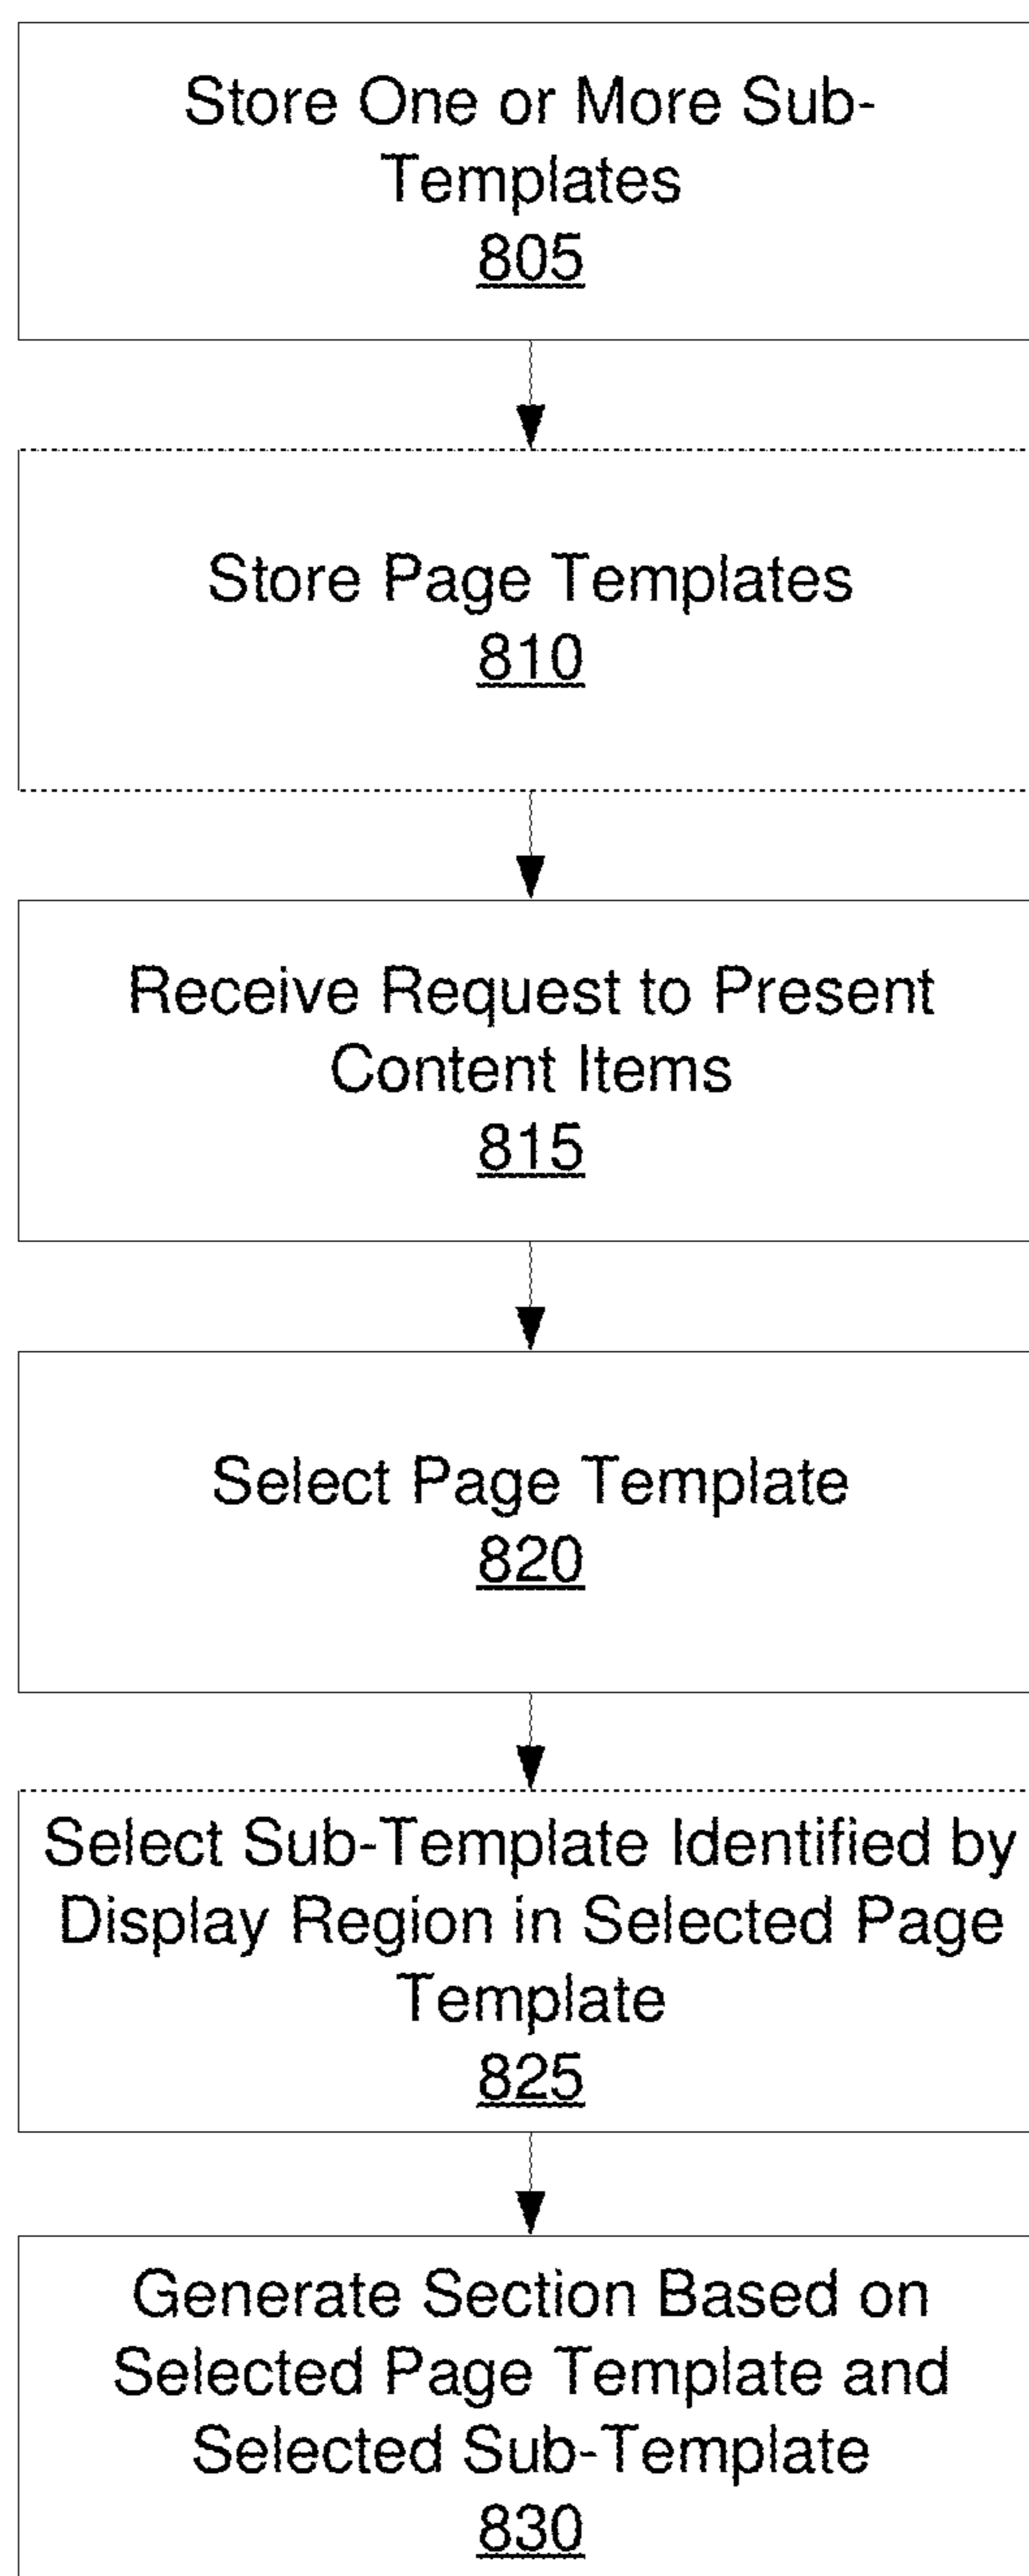 Store One or More Sub-
Templates
805
Store Page Templates
810
Receive Request to Present
Content Items
815
Select Page Template
820
Select Sub-Template Identified by
Display Region in Selected Page
Template
825
Generate Section Based on
Selected Page Template and
Selected Sub-Template
830